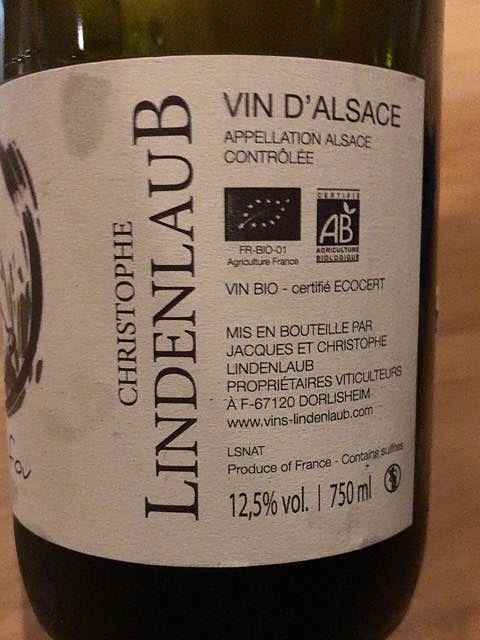 CHRISTOPHE
LINDENLAUB
VIN D'ALSACE
APPELLATION ALSACE
CONTRÔLÉE
FR-BIO-01
Agriculture France
CERTIFIÉ
AB
AGRICULTURE
BIOLOGIQUE
VIN BIO - certifié ECOCERT
MIS EN BOUTEILLE PAR
JACQUES ET CHRISTOPHE
LINDENLAUB
PROPRIÉTAIRES VITICULTEURS
À F-67120 DORLISHEIM
www.vins-lindenlaub.com
LSNAT
Produce of France - Contains sulfites
12,5% vol. | 750 ml